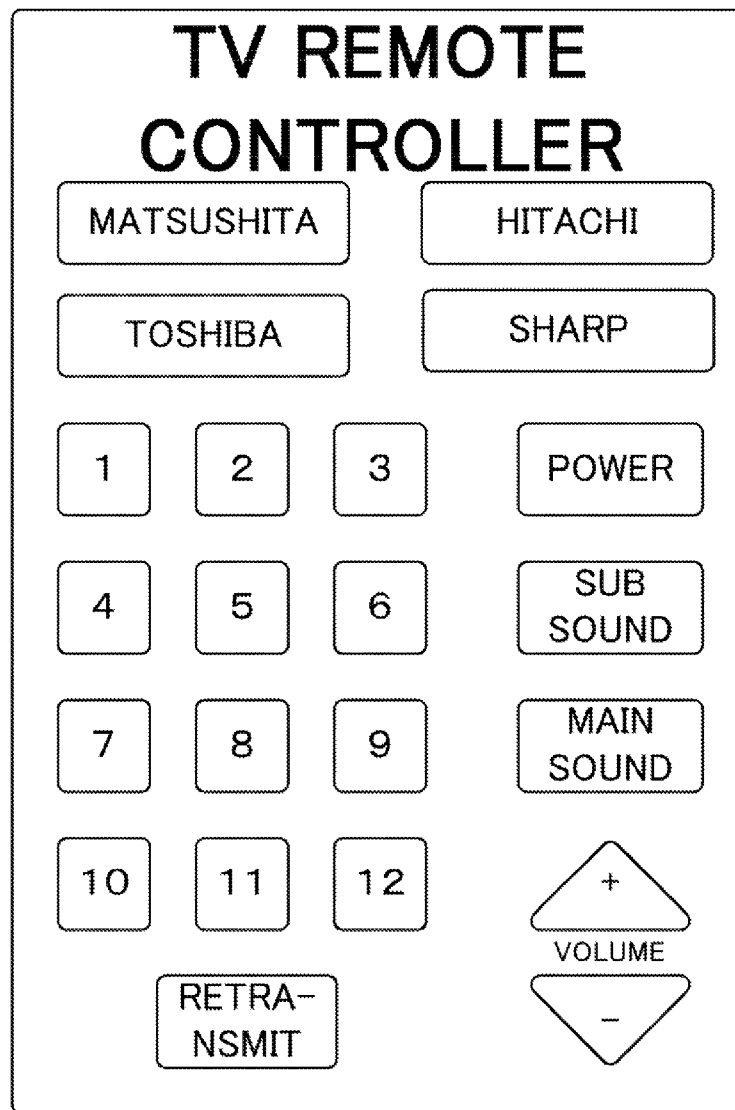 TV REMOTE
CONTROLLER
MATSUSHITA HITACHI
TOSHIBA SHARP
1 2 3 POWER
4 5 6 SUB
SOUND
7 8 9 MAIN
SOUND
10 11 12 +
VOLUME
RETRA-
NSMIT
−